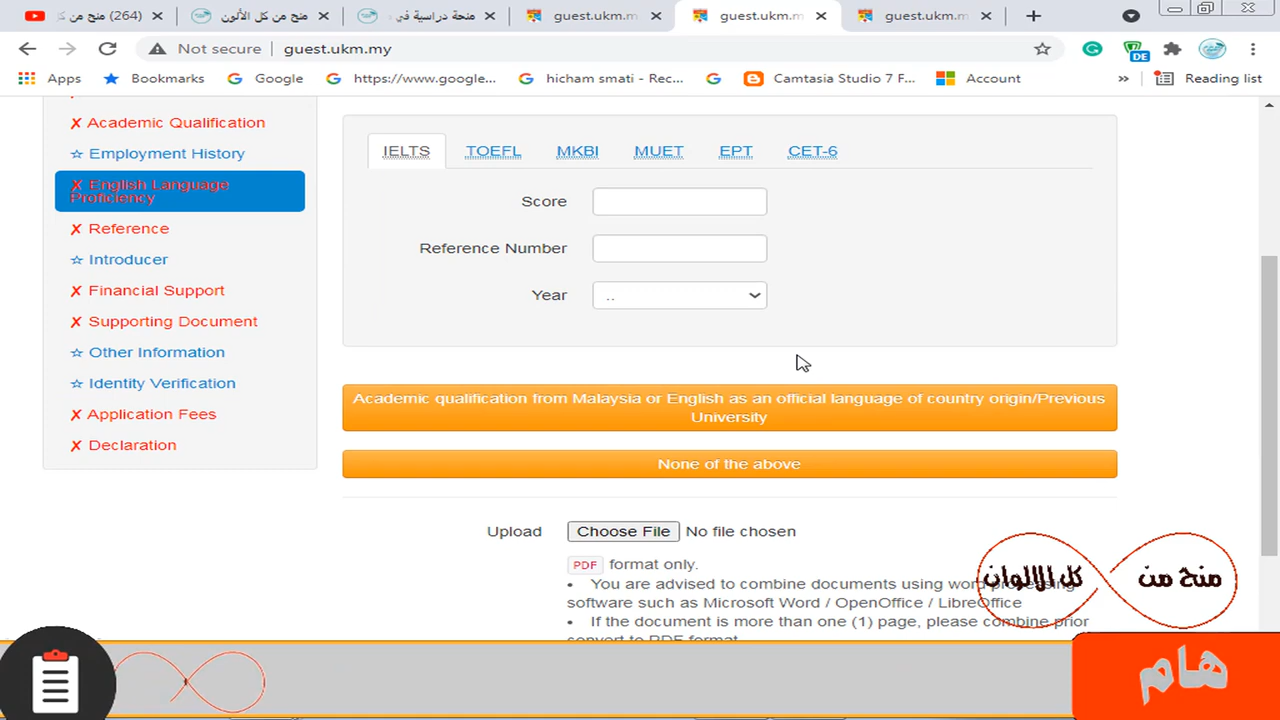 (264) منح من ك
منح من كل الألون
منحة دراسية في
guest.ukm.m
guest.ukm.m
guest.ukm.m
Not secure
guest.ukm.my
DE
Apps
Bookmarks
Google
https://www.google...
hicham smati - Rec...
Camtasia Studio 7 F...
Account
»
Reading list
✗ Academic Qualification
☆ Employment History
✗ English Language
Proficiency
✗ Reference
☆ Introducer
✗ Financial Support
✗ Supporting Document
☆ Other Information
☆ Identity Verification
✗ Application Fees
✗ Declaration
IELTS
TOEFL
MKBI
MUET
EPT
CET-6
Score
Reference Number
Year
..
Academic qualification from Malaysia or English as an official language of country origin/Previous
University
None of the above
Upload
Choose File No file chosen
PDF format only.
• You are advised to combine documents using word processing
software such as Microsoft Word / OpenOffice / LibreOffice
• If the document is more than one (1) page, please combine prior
convert to PDF format
منح من
كل الالوان
هام